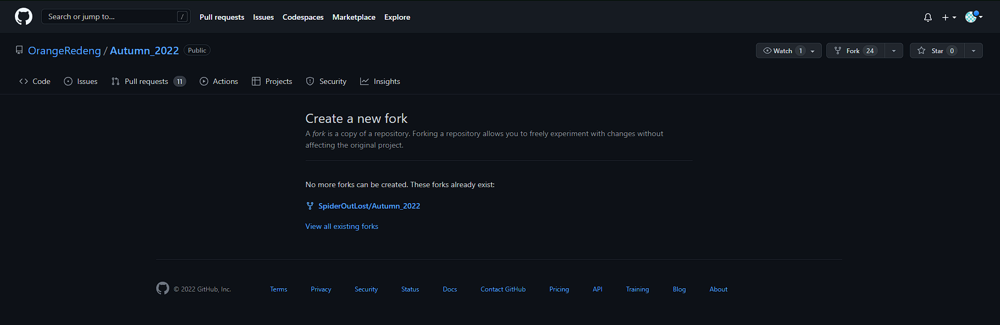 Search or jump to... / Pull requests Issues Codespaces Marketplace Explore
OrangeRedeng / Autumn_2022 Public Watch 1 Fork 24 Star 0
Code Issues Pull requests 11 Actions Projects Security Insights
Create a new fork
A fork is a copy of a repository. Forking a repository allows you to freely experiment with changes without
affecting the original project.
No more forks can be created. These forks already exist:
SpiderOutLost/Autumn_2022
View all existing forks
© 2022 GitHub, Inc. Terms Privacy Security Status Docs Contact GitHub Pricing API Training Blog About